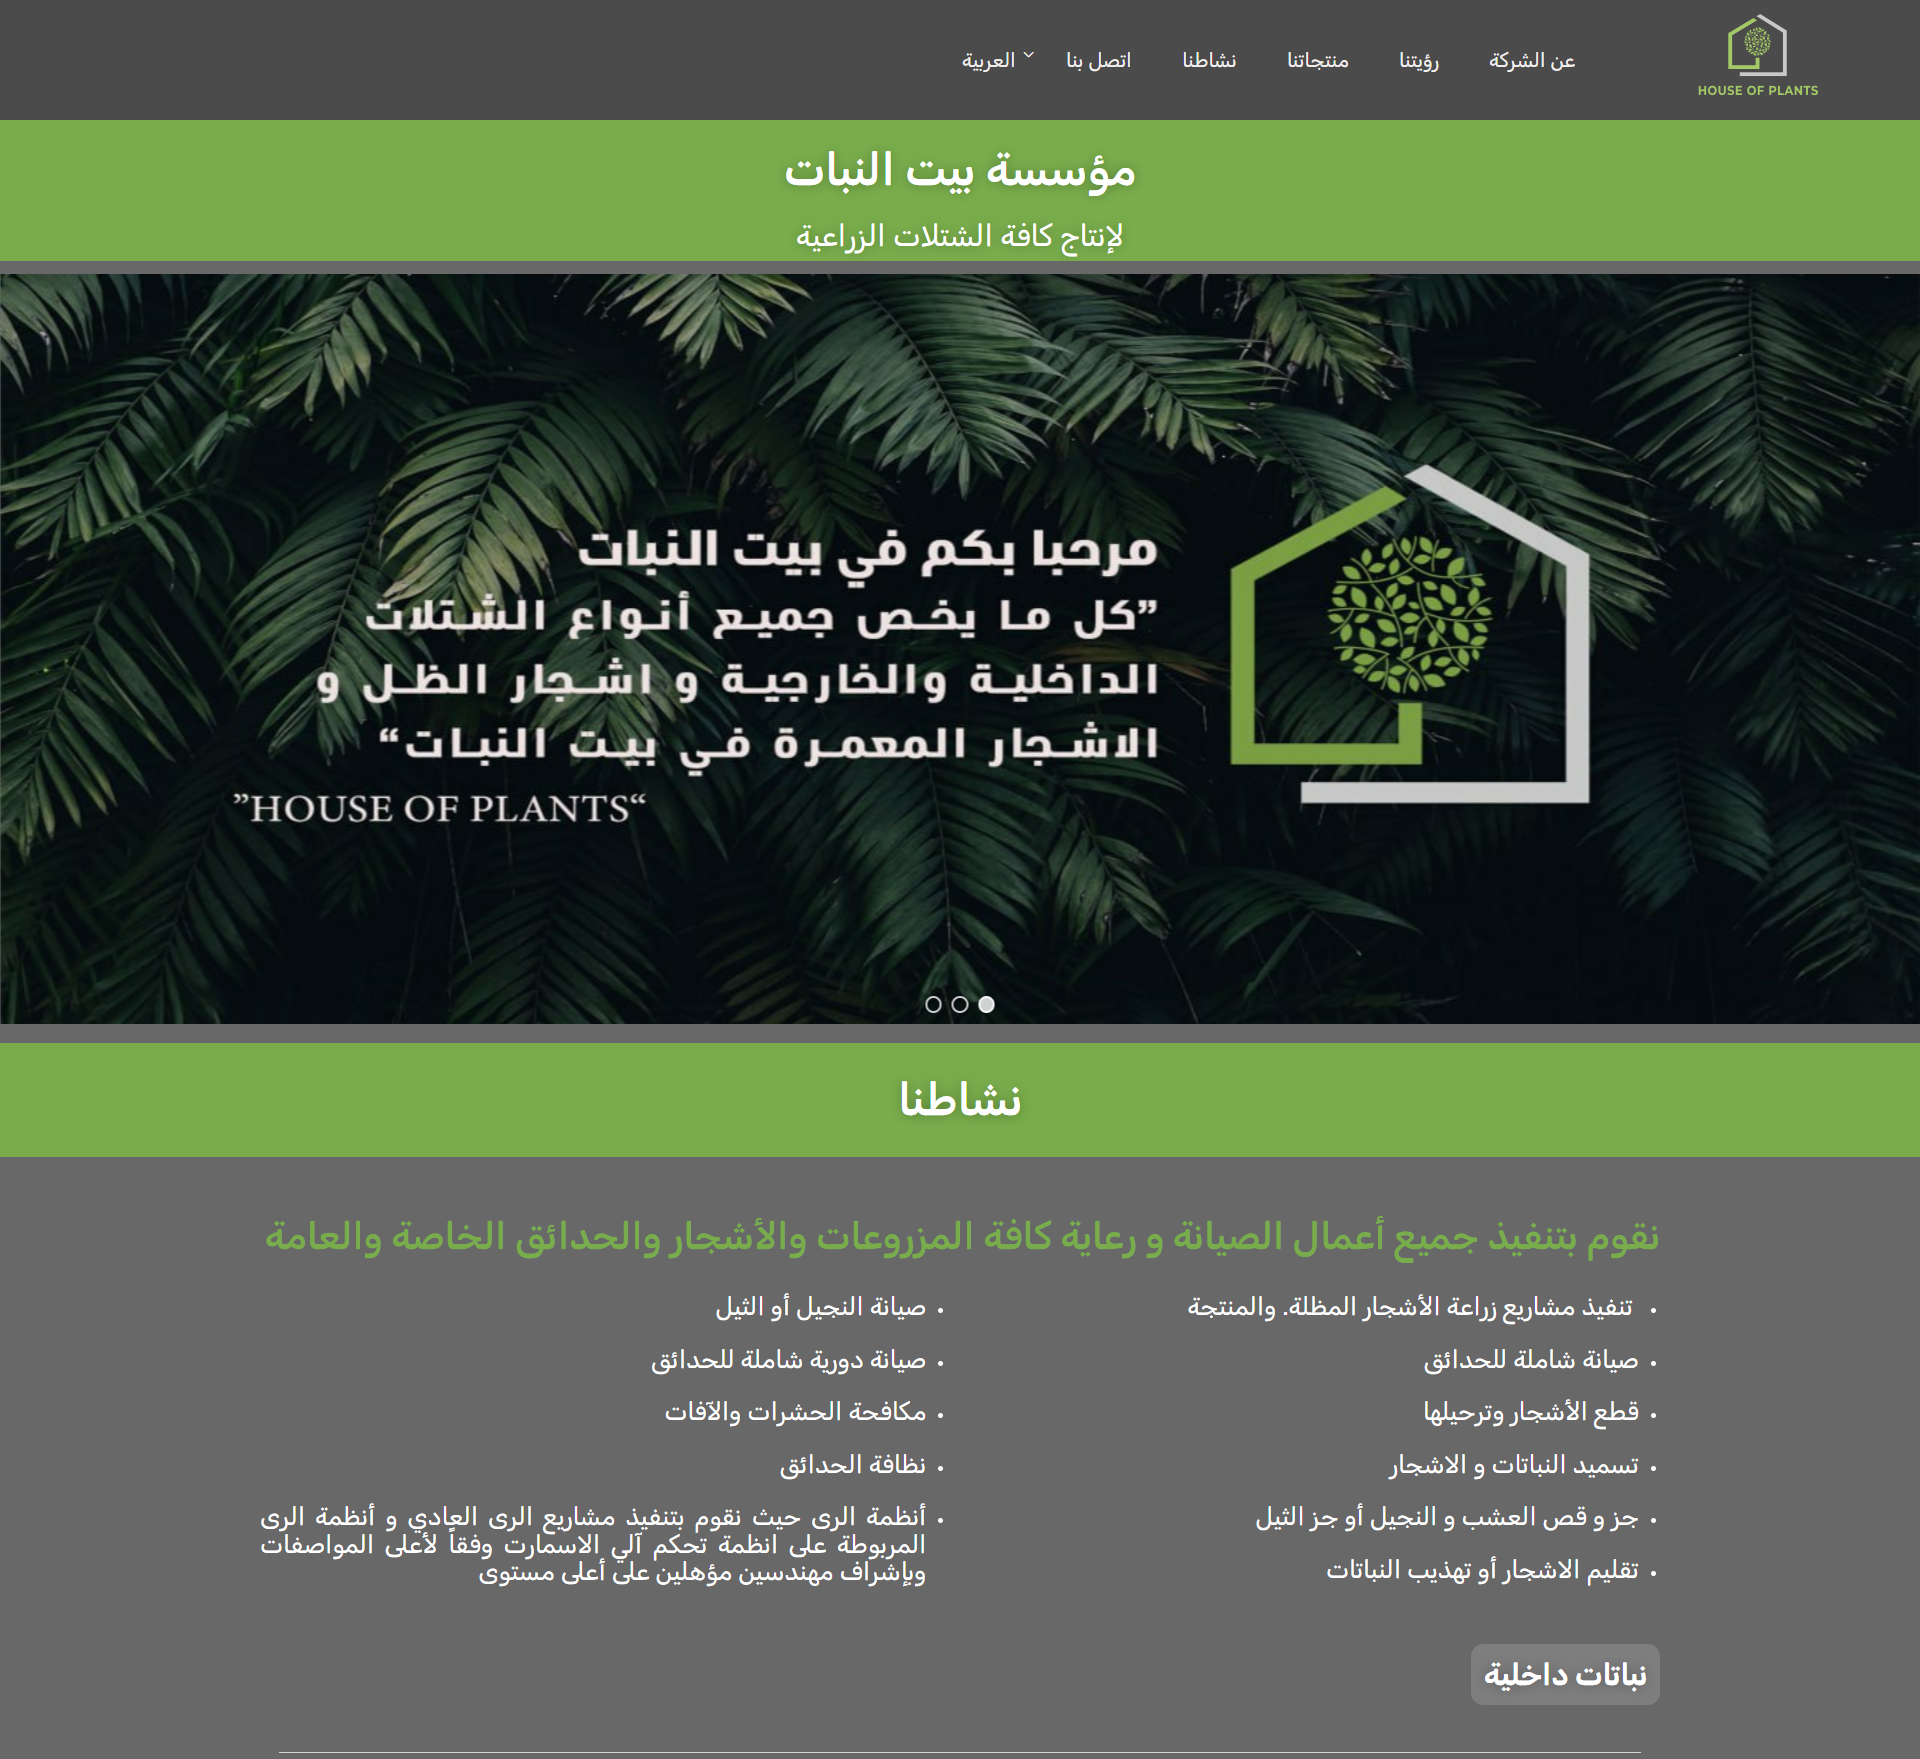 HOUSE OF PLANTS
عن الشركة
رؤيتنا
منتجاتنا
نشاطنا
اتصل بنا
العربية
مؤسسة بيت النبات
لإنتاج كافة الشتلات الزراعية
مرحبا بكم في بيت النبات
”كل ما يخص جميع أنواع الشتلات
الداخلية والخارجية و اشجار الظل و
الاشجار المعمرة في بيت النبات“
”HOUSE OF PLANTS“
نشاطنا
نقوم بتنفيذ جميع أعمال الصيانة و رعاية كافة المزروعات والأشجار والحدائق الخاصة والعامة
• تنفيذ مشاريع زراعة الأشجار المظلة. والمنتجة
• صيانة شاملة للحدائق
• قطع الأشجار وترحيلها
• تسميد النباتات و الاشجار
• جز و قص العشب و النجيل أو جز الثيل
• تقليم الاشجار أو تهذيب النباتات
• صيانة النجيل أو الثيل
• صيانة دورية شاملة للحدائق
• مكافحة الحشرات والآفات
• نظافة الحدائق
• أنظمة الرى حيث نقوم بتنفيذ مشاريع الرى العادي و أنظمة الرى
المربوطة على انظمة تحكم آلي الاسمارت وفقاً لأعلى المواصفات
وبإشراف مهندسين مؤهلين على أعلى مستوى
نباتات داخلية